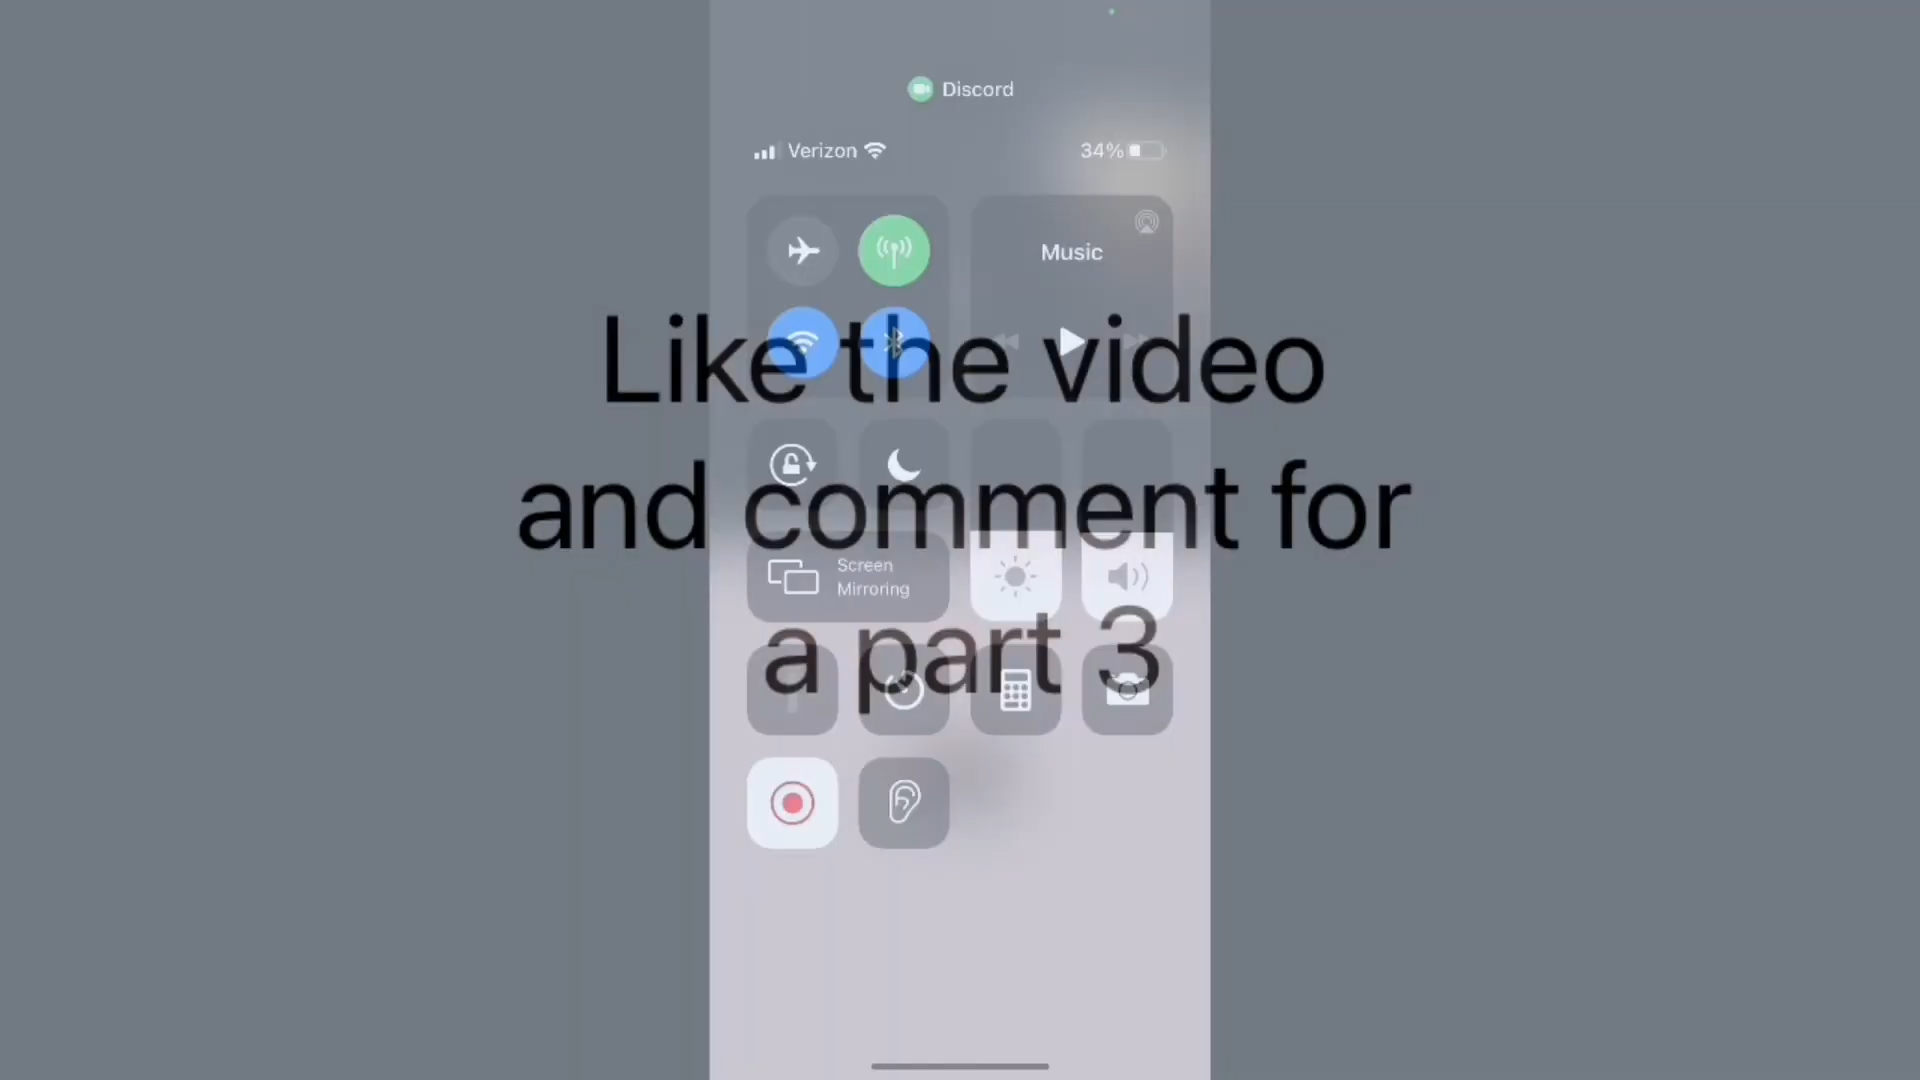 Discord
Verizon
34%
Music
Like the video
and comment for
Screen
Mirroring
a part 3